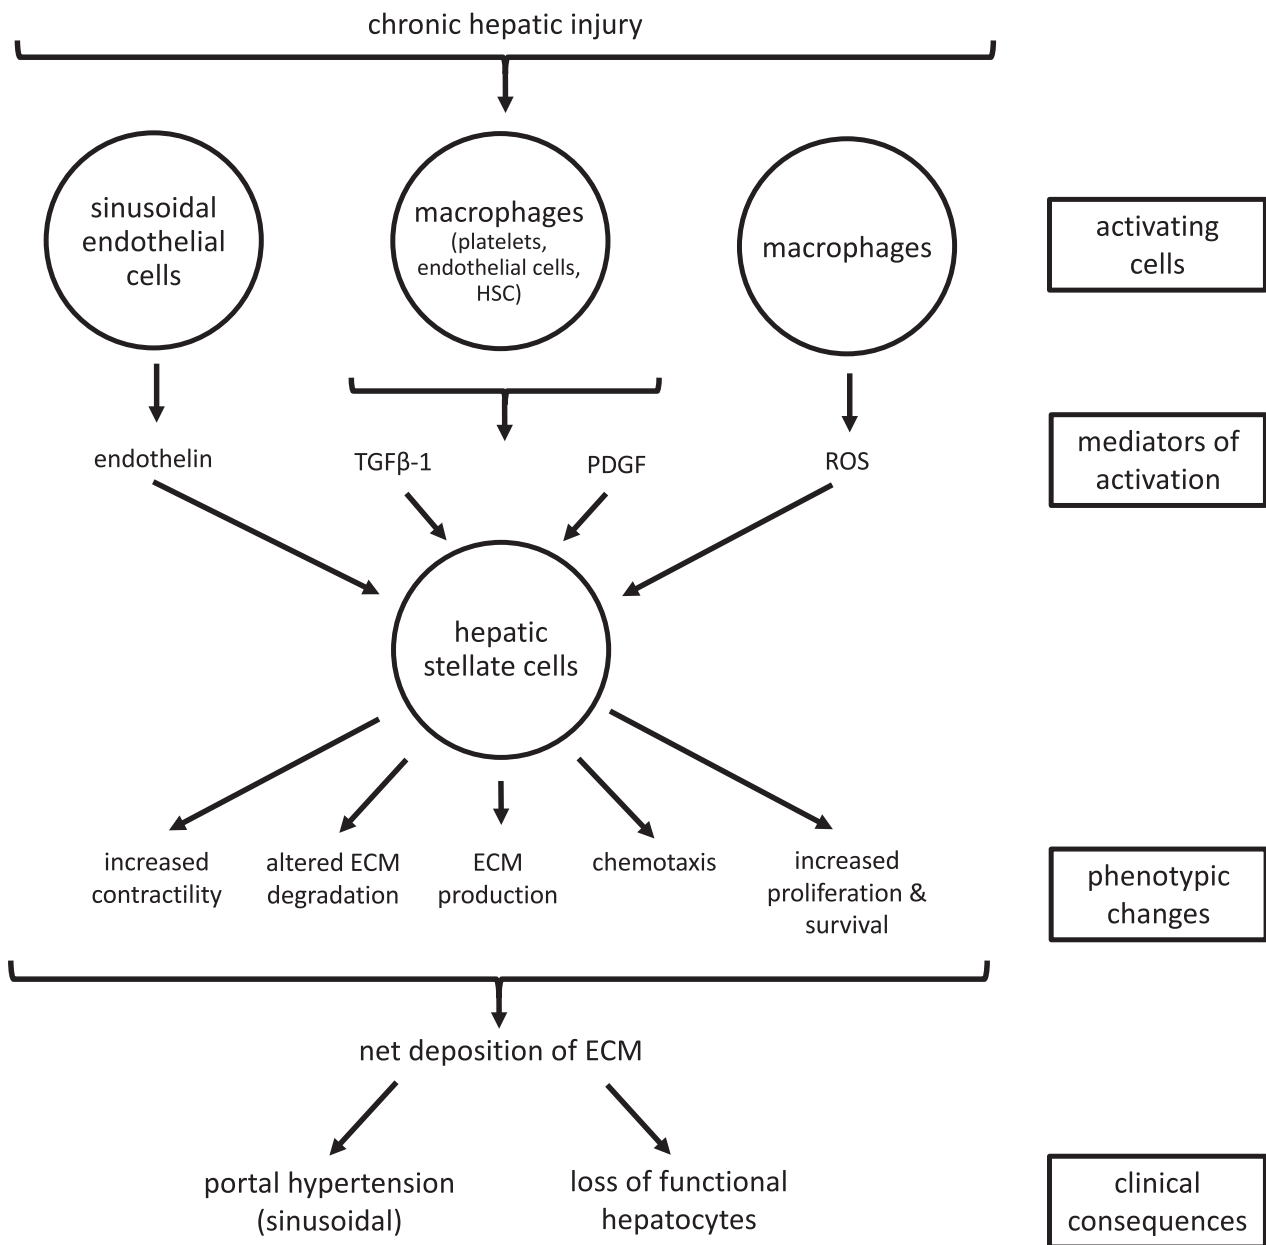 chronic hepatic injury
sinusoidal
endothelial
cells
macrophages
(platelets,
endothelial cells,
HSC)
macrophages
activating
cells
endothelin
TGFβ-1
PDGF
ROS
mediators of
activation
hepatic
stellate cells
increased
contractility
altered ECM
degradation
ECM
production
chemotaxis
increased
proliferation &
survival
phenotypic
changes
net deposition of ECM
portal hypertension
(sinusoidal)
loss of functional
hepatocytes
clinical
consequences